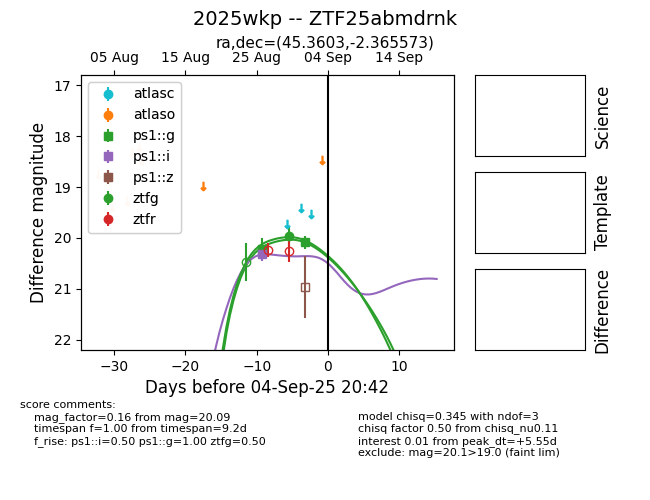 2025wkp -- ZTF25abmdrnk
ra,dec=(45.3603,-2.365573)
05 Aug 15 Aug 25 Aug 04 Sep 14 Sep
17
18
19
20
21
22
Difference magnitude
atlasc
atlaso
ps1::g
ps1::i
ps1::z
ztfg
ztfr
−30 −20 −10 0 10
Days before 04-Sep-25 20:42
Science
Template
Difference
score comments:
mag_factor=0.16 from mag=20.09
timespan f=1.00 from timespan=9.2d
f_rise: ps1::i=0.50 ps1::g=1.00 ztfg=0.50
model chisq=0.345 with ndof=3
chisq factor 0.50 from chisq_nu0.11
interest 0.01 from peak_dt=+5.55d
exclude: mag=20.1>19.0 (faint lim)